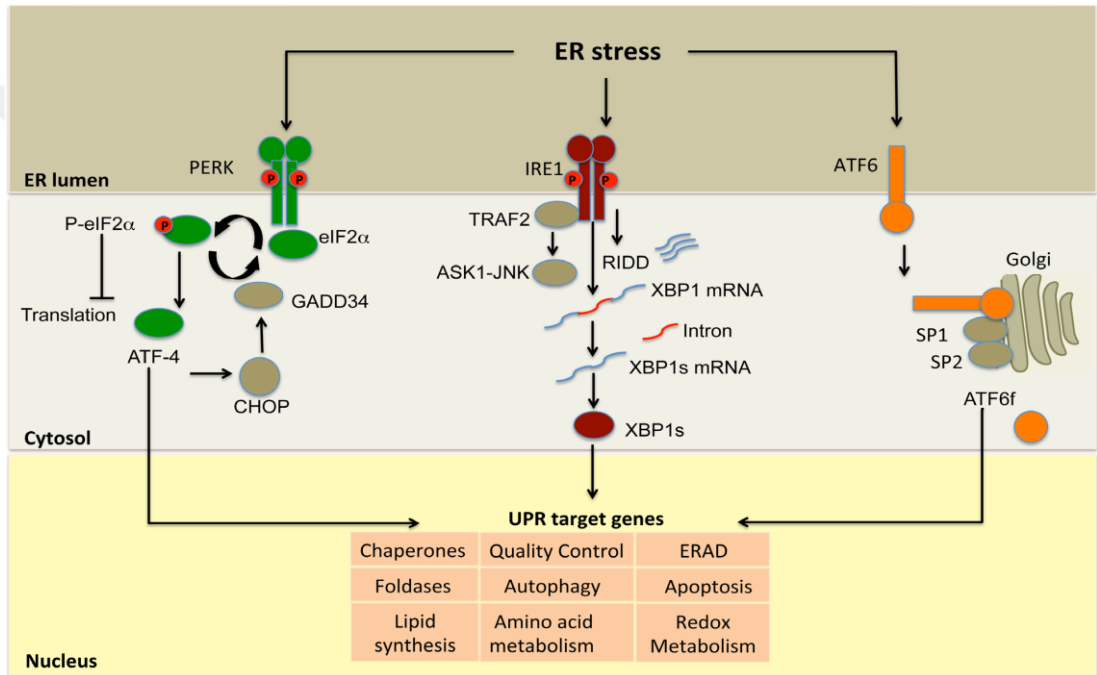 ER stress
PERK
P
P
IRE1
P
P
ATF6
ER lumen
P-eIF2α
P
eIF2α
Translation
GADD34
ATF-4
CHOP
TRAF2
ASK1-JNK
RIDD
XBP1 mRNA
Intron
XBP1s mRNA
XBP1s
Golgi
SP1
SP2
ATF6f
Cytosol
UPR target genes
Chaperones
Quality Control
ERAD
Foldases
Autophagy
Apoptosis
Lipid
synthesis
Amino acid
metabolism
Redox
Metabolism
Nucleus